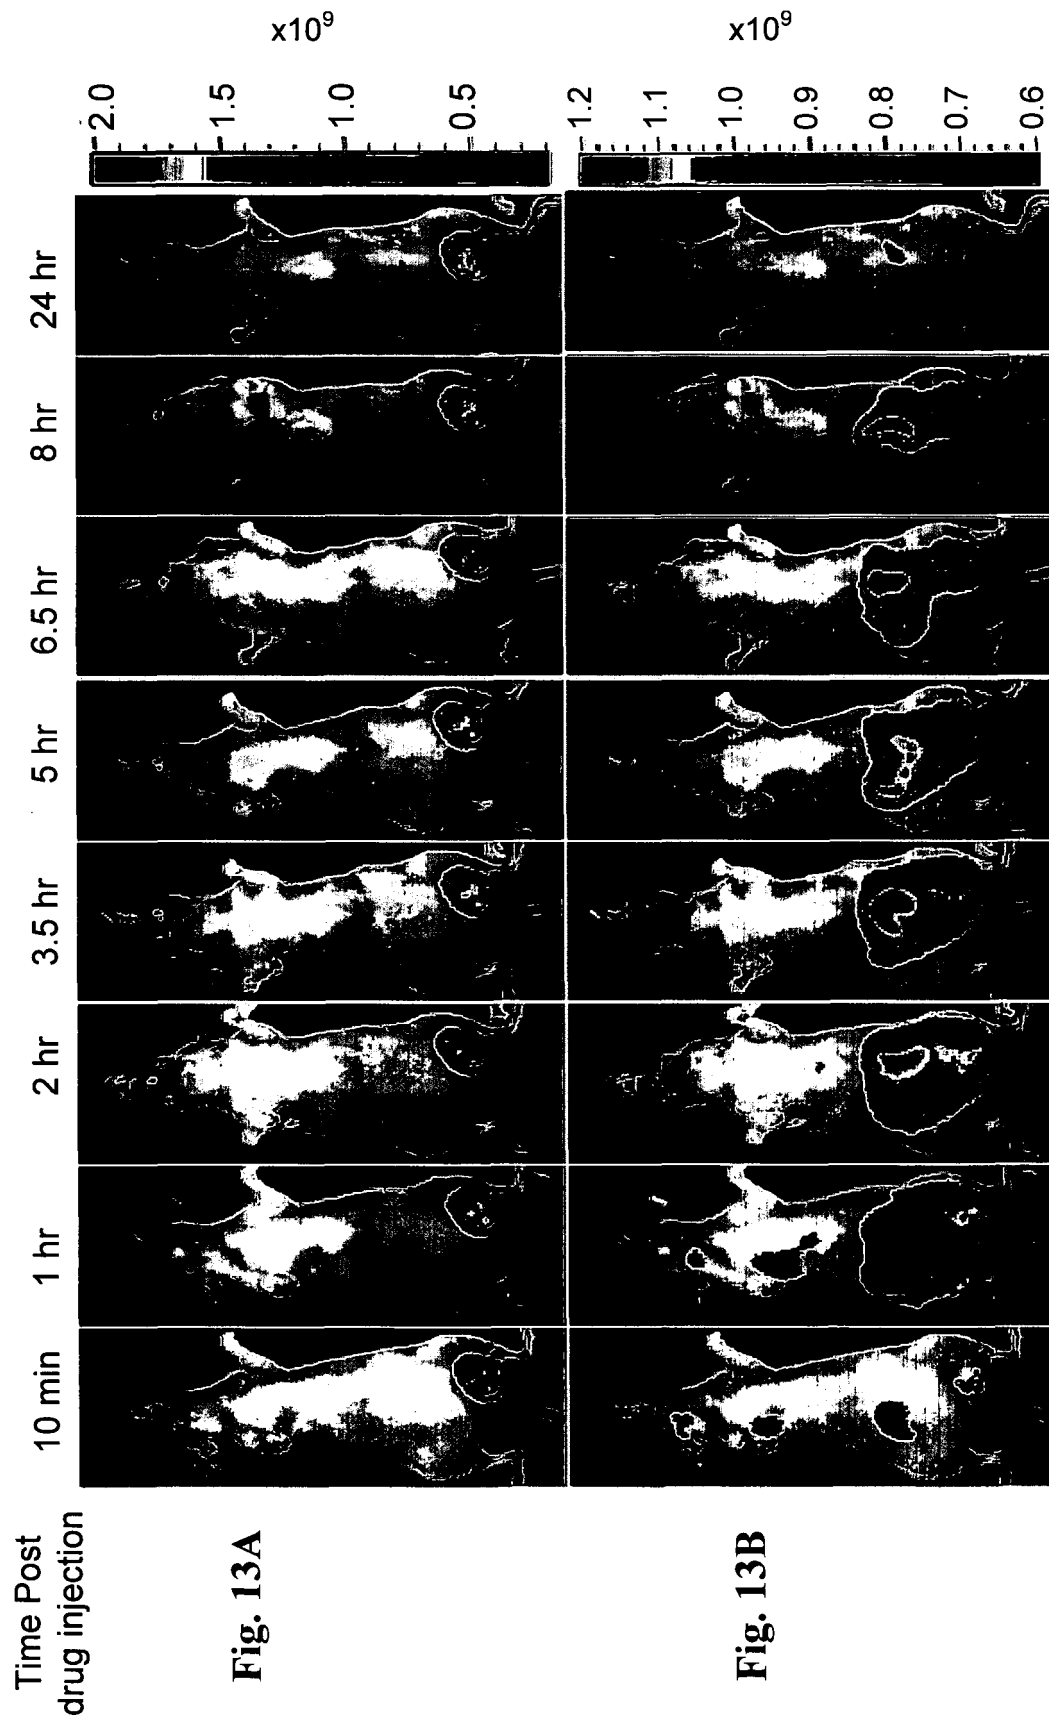 Time Post
drug injection
10 min
1 hr
2 hr
3.5 hr
5 hr
6.5 hr
8 hr
24 hr
Fig. 13A
2.0
1.5
1.0
0.5
x10⁹
Fig. 13B
1.2
1.1
1.0
0.9
0.8
0.7
0.6
x10⁹